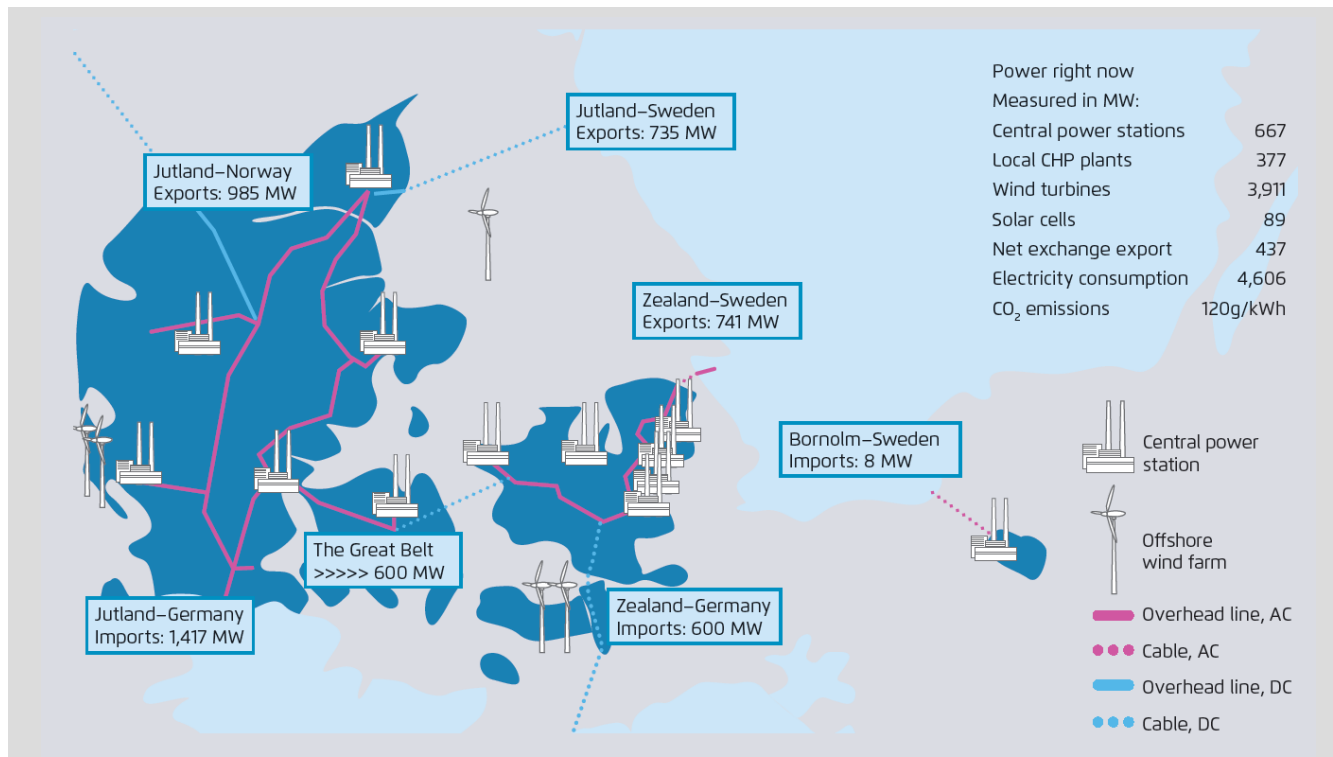 Jutland–Sweden
Exports: 735 MW
Jutland–Norway
Exports: 985 MW
Zealand–Sweden
Exports: 741 MW
Bornolm–Sweden
Imports: 8 MW
The Great Belt
>>>>> 600 MW
Jutland–Germany
Imports: 1,417 MW
Zealand–Germany
Imports: 600 MW
Power right now
Measured in MW:
Central power stations 667
Local CHP plants 377
Wind turbines 3,911
Solar cells 89
Net exchange export 437
Electricity consumption 4,606
CO₂ emissions 120g/kWh
Central power
station
Offshore
wind farm
Overhead line, AC
Cable, AC
Overhead line, DC
Cable, DC